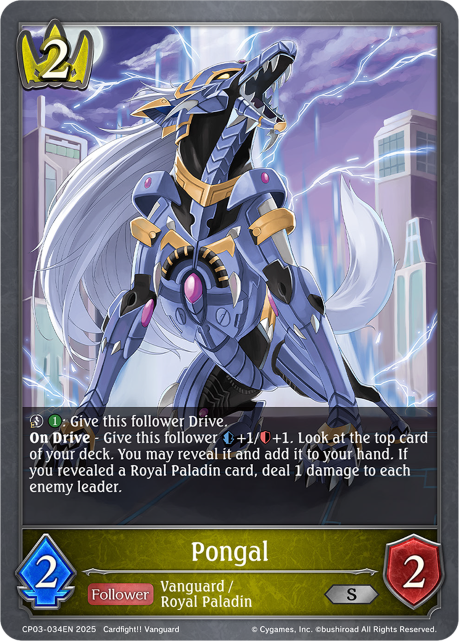 2
1 : Give this follower Drive.
On Drive - Give this follower +1/ +1. Look at the top card
of your deck. You may reveal it and add it to your hand. If
you revealed a Royal Paladin card, deal 1 damage to each
enemy leader.
Pongal
2
Follower
Vanguard /
Royal Paladin
S
2
CP03-034EN 2025 Cardfight!! Vanguard
© Cygames, Inc. ©bushiroad All Rights Reserved.